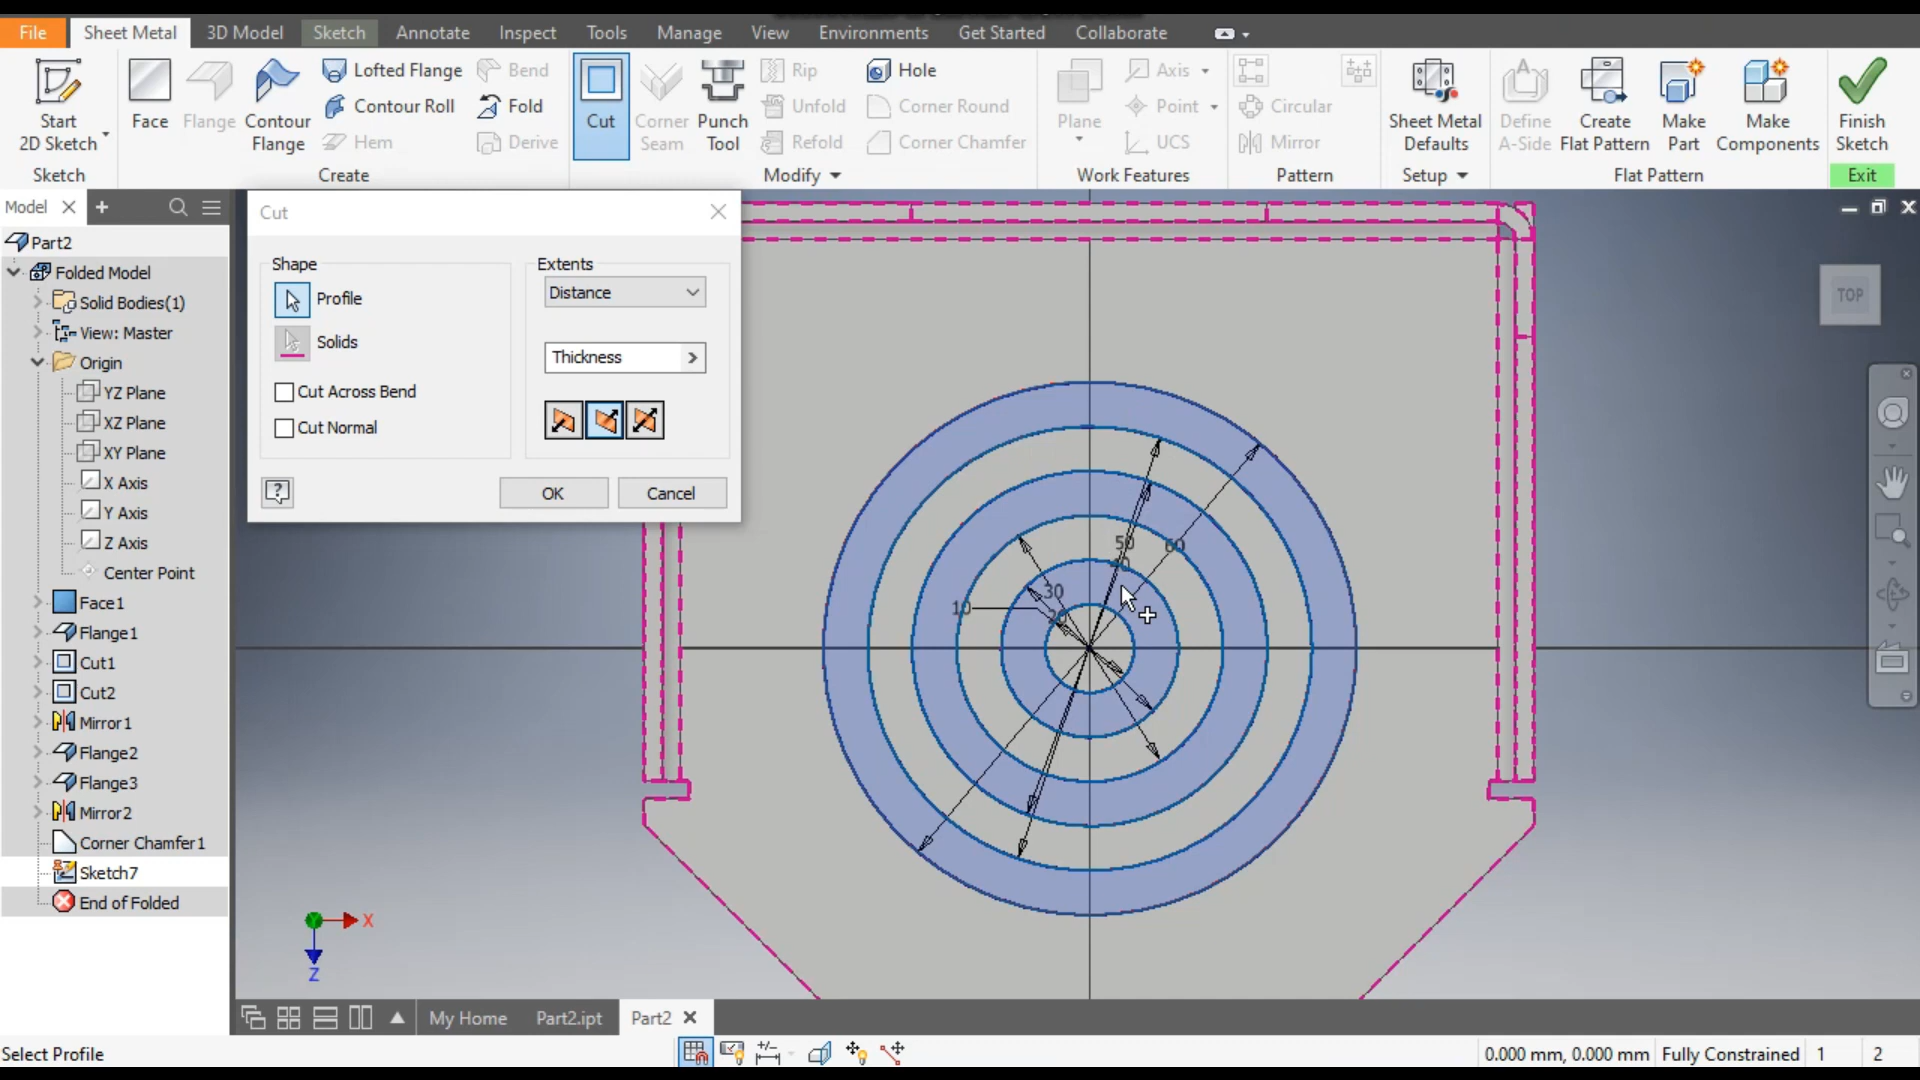 File Sheet Metal 3D Model Sketch Annotate Inspect Tools Manage View Environments Get Started Collaborate
Start 2D Sketch
Face
Flange
Contour Flange
Lofted Flange
Contour Roll
Hem
Bend
Fold
Derive
Cut
Corner Seam
Punch Tool
Rip
Unfold
Refold
Hole
Corner Round
Corner Chamfer
Plane
Axis
Point
UCS
Circular
Mirror
Sheet Metal Defaults
Define A-Side
Create Flat Pattern
Make Part
Make Components
Finish Sketch
Sketch Create Modify Work Features Pattern Setup Flat Pattern Exit
Model
Part2
Folded Model
Solid Bodies(1)
View: Master
Origin
YZ Plane
XZ Plane
XY Plane
X Axis
Y Axis
Z Axis
Center Point
Face1
Flange1
Cut1
Cut2
Mirror1
Flange2
Flange3
Mirror2
Corner Chamfer1
Sketch7
End of Folded
Cut
Shape
Profile
Solids
Cut Across Bend
Cut Normal
Extents
Distance
Thickness
OK Cancel
TOP
50 60
40
30
10
20
X
Z
My Home Part2.ipt Part2
Select Profile
0.000 mm, 0.000 mm Fully Constrained 1 2